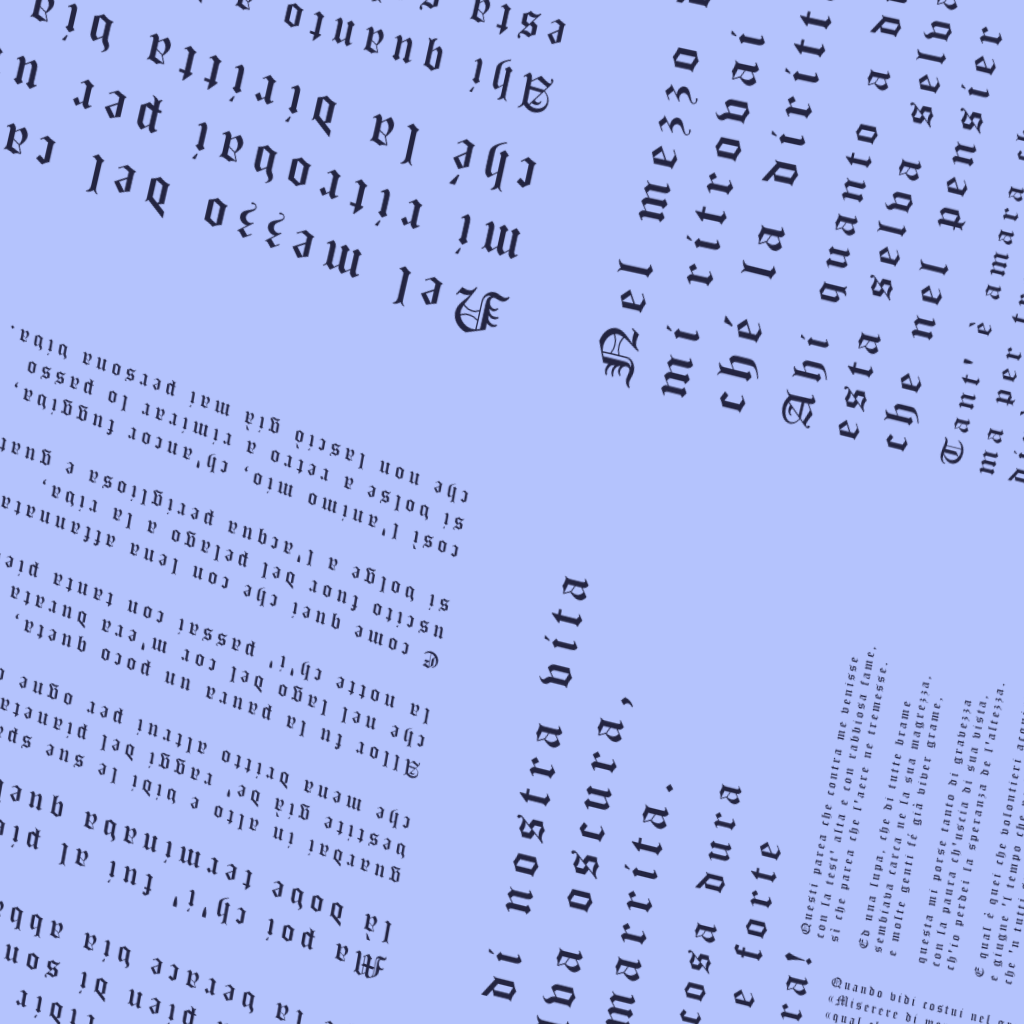 Nel mezzo del ca
mi ritrovai per u
ché la diritta via
Ahi quanto a
esta
Nel mezzo
mi ritrovai
ché la diritt
Ahi quanto a
esta selva selva
che nel pensier
Tant' è amara
ma per
ridir
pien di son
la verace via abba
Ma poi ch'i' fui al piè
là dove terminava quel
guardai in alto e vidi le sue spa
vestite già de' raggi del pianeta
che mena dritto altrui per ogne
Allor fu la paura un poco queta,
che nel lago del cor m'era durata
la notte ch'i' passai con tanta pie
E come quei che con lena affannata
uscito fuor del pelago a la riva,
si volge a l'acqua perigliosa e guat
così l'animo mio, ch'ancor fuggiva,
si volse a retro a rimirar lo passo
che non lasciò già mai persona viva.
di nostra vita
lva oscura,
marrita.
cosa dura
e forte
ra!
Questi parea che contra me venisse
con la test' alta e con rabbiosa fame,
sì che parea che l'aere ne tremesse.
Ed una lupa, che di tutte brame
sembiava carca ne la sua magrezza,
e molte genti fé già viver grame,
questa mi porse tanto di gravezza
con la paura ch'uscia di sua vista,
ch'io perdei la speranza de l'altezza.
E qual è quei che volontieri
e giugne 'l tempo che
che 'n tutti
Quando vidi costui nel
«Miserere di
«qual